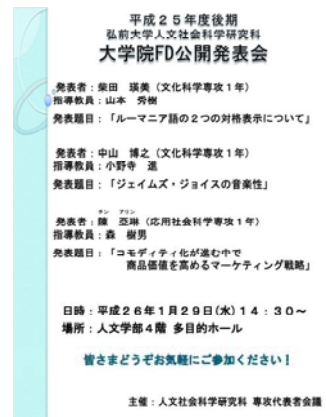 平成２５年度後期
弘前大学人文社会科学研究科
大学院FD公開発表会
発表者：柴田　瑛美（文化科学専攻１年）
指導教員：山本　秀樹
発表題目：「ルーマニア語の２つの対格表示について」
発表者：中山　博之（文化科学専攻１年）
指導教員：小野寺　進
発表題目：「ジェイムズ・ジョイスの音楽性」
チン　アリン
発表者：陳　亞琳（応用社会科学専攻１年）
指導教員：森　樹男
発表題目：「コモディティ化が進む中で
商品価値を高めるマーケティング戦略」
日時：平成２６年１月２９日(水)１４：３０～
場所：人文学部４階 多目的ホール
皆さまどうぞお気軽にご参加ください！
主催：人文社会科学研究科 専攻代表者会議